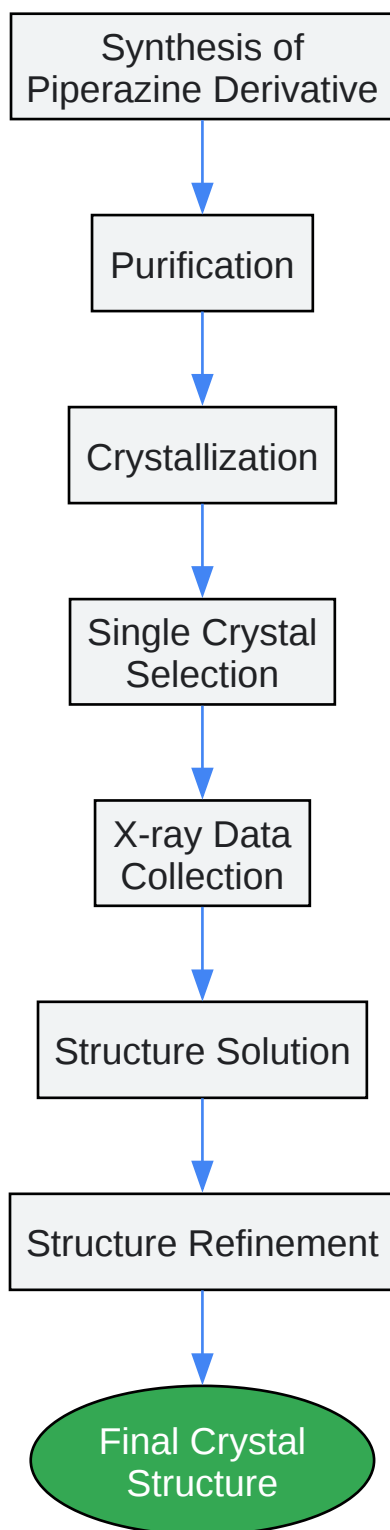 Synthesis of
Piperazine Derivative
Purification
Crystallization
Single Crystal
Selection
X-ray Data
Collection
Structure Solution
Structure Refinement
Final Crystal
Structure